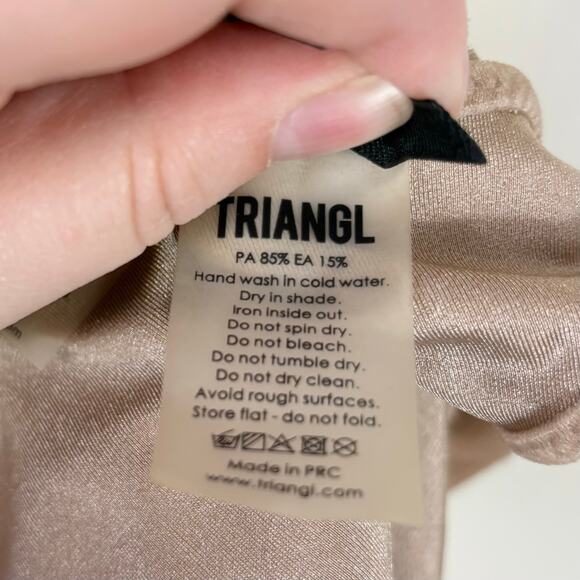 TRIANGL
PA 85% EA 15%
Hand wash in cold water.
Dry in shade.
Iron inside out.
Do not spin dry.
Do not bleach.
Do not tumble dry.
Do not dry clean.
Avoid rough surfaces.
Store flat - do not fold.
Made in PRC
www.triangl.com